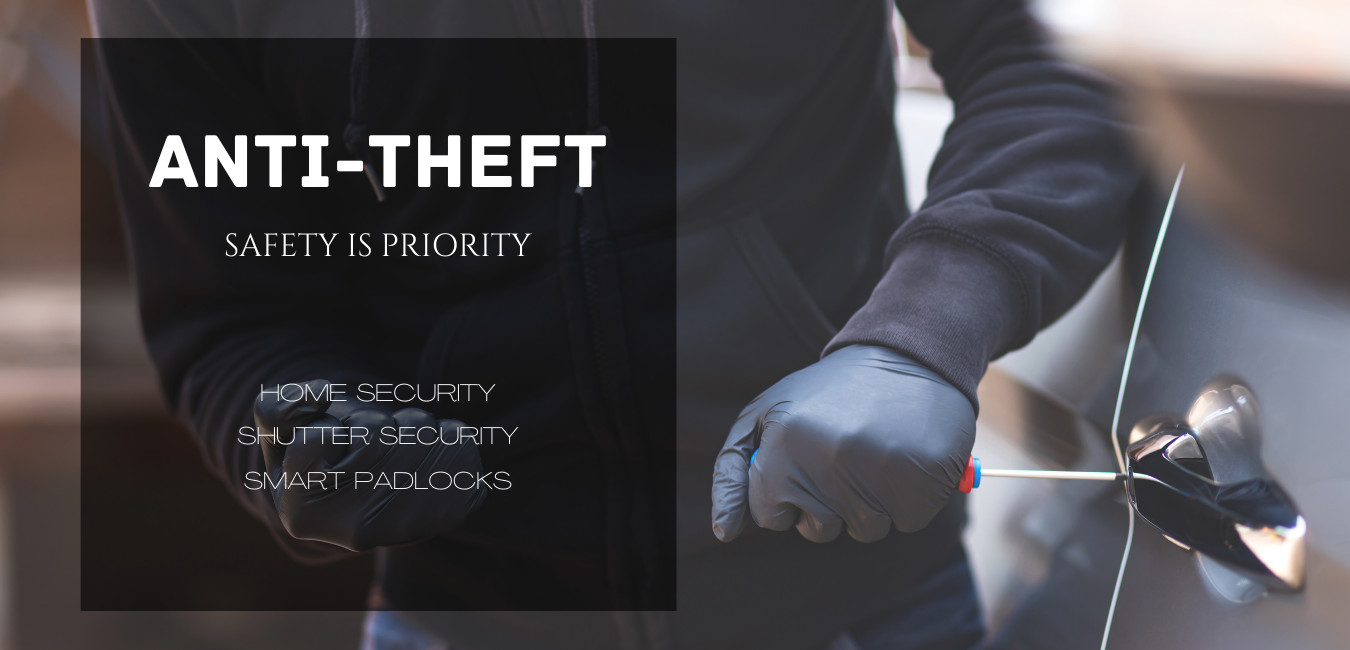 ANTI-THEFT
SAFETY IS PRIORITY
HOME SECURITY
SHUTTER SECURITY
SMART PADLOCKS